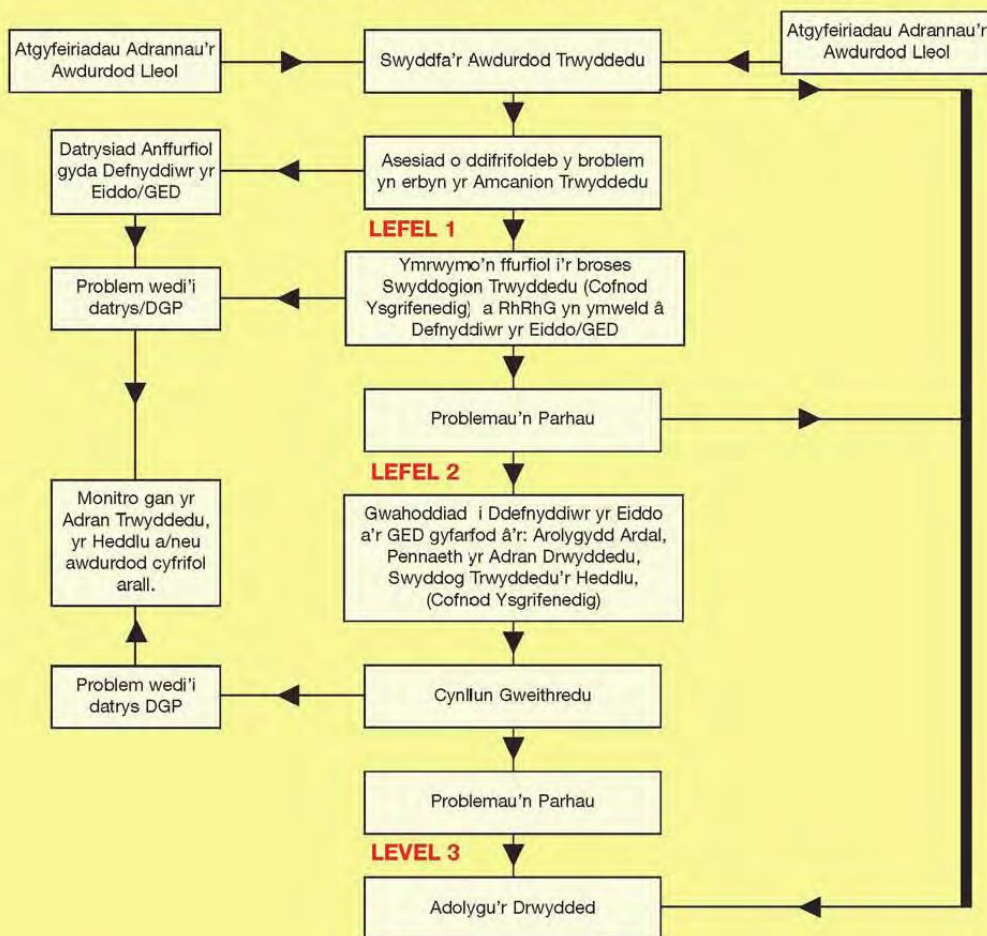 Atgyfeiriadau Adrannau'r
Awdurdod Lleol
Swyddfa'r Awdurdod Trwyddedu
Atgyfeiriadau Adrannau'r
Awdurdod Lleol
Datrysiad Anffurfiol
gyda Defnyddiwr yr
Eiddo/GED
Asesiad o ddifrifoldeb y broblem
yn erbyn yr Amcanion Trwyddedu
LEFEL 1
Problem wedi'i
datrys/DGP
Ymrwymo'n ffurfiol i'r broses
Swyddogion Trwyddedu (Cofnod
Ysgrifenedig) a RhRhG yn ymweld â
Defnyddiwr yr Eiddo/GED
Problemau'n Parhau
LEFEL 2
Monitro gan yr
Adran Trwyddedu,
yr Heddlu a/neu
awdurdod cyfrifol
arall.
Gwahoddiad i Ddefnyddiwr yr Eiddo
a'r GED gyfarfod â'r: Arolygydd Ardal,
Pennaeth yr Adran Drwyddedu,
Swyddog Trwyddedu'r Heddlu,
(Cofnod Ysgrifenedig)
Problem wedi'i
datrys DGP
Cynllun Gweithredu
Problemau'n Parhau
LEVEL 3
Adolygu'r Drwydded